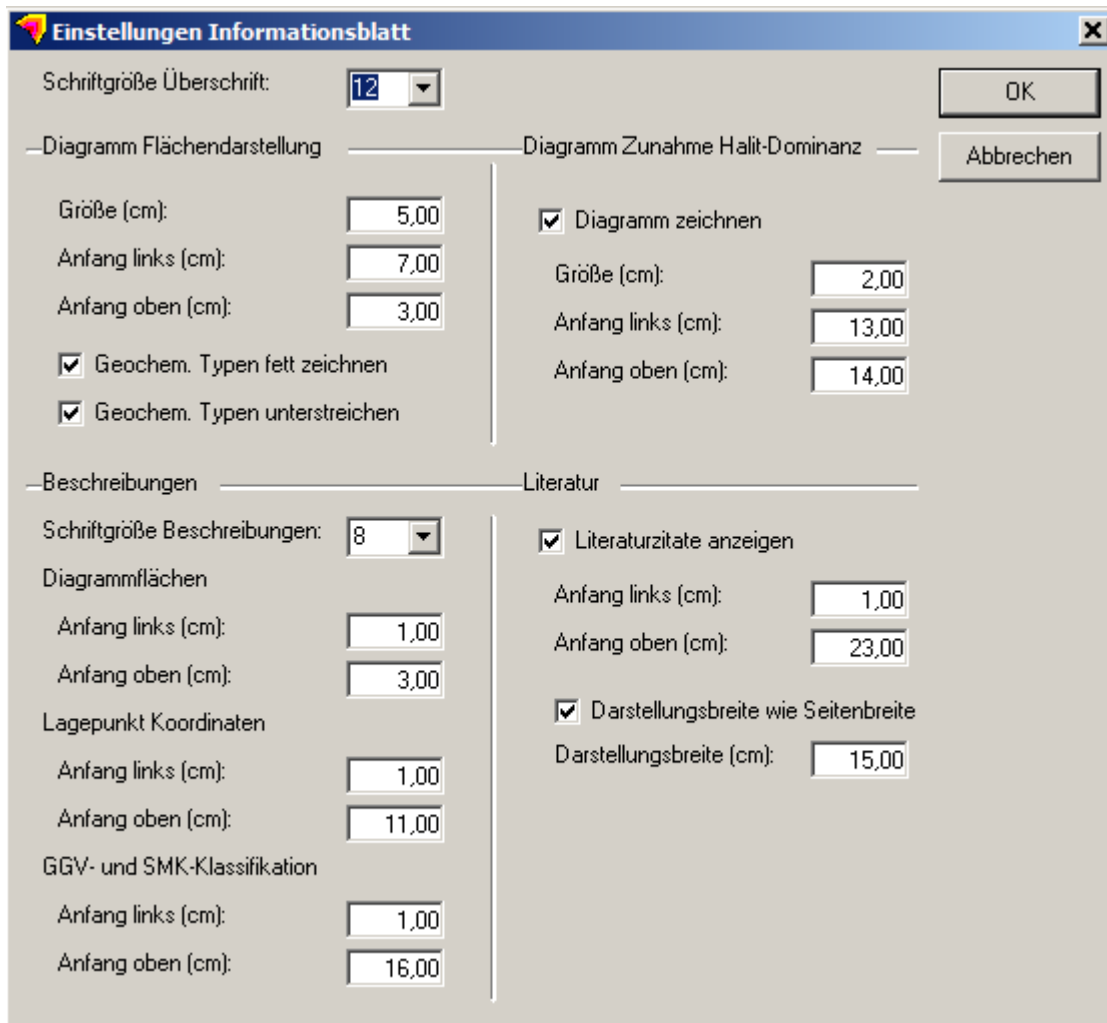 Einstellungen Informationsblatt
Schriftgröße Überschrift: 12
OK
Abbrechen
Diagramm Flächendarstellung
Größe (cm): 5,00
Anfang links (cm): 7,00
Anfang oben (cm): 3,00
Geochem. Typen fett zeichnen
Geochem. Typen unterstreichen
Diagramm Zunahme Halit-Dominanz
Diagramm zeichnen
Größe (cm): 2,00
Anfang links (cm): 13,00
Anfang oben (cm): 14,00
Beschreibungen
Schriftgröße Beschreibungen: 8
Diagrammflächen
Anfang links (cm): 1,00
Anfang oben (cm): 3,00
Lagepunkt Koordinaten
Anfang links (cm): 1,00
Anfang oben (cm): 11,00
GGV- und SMK-Klassifikation
Anfang links (cm): 1,00
Anfang oben (cm): 16,00
Literatur
Literaturzitate anzeigen
Anfang links (cm): 1,00
Anfang oben (cm): 23,00
Darstellungsbreite wie Seitenbreite
Darstellungsbreite (cm): 15,00